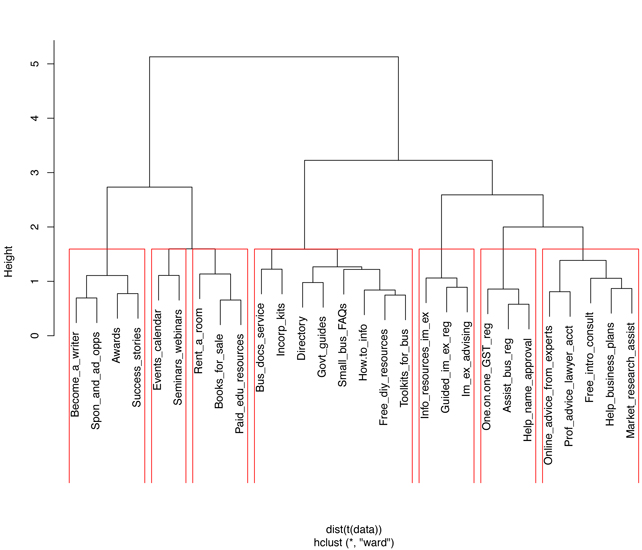 5
4
3
2
1
0
Height
Become_a_writer
Spon_and_ad_opps
Awards
Success_stories
Events_calendar
Seminars_webinars
Rent_a_room
Books_for_sale
Paid_edu_resources
Bus_docs_service
Incorp_kits
Directory
Govt_guides
Small_bus_FAQs
How.to_info
Free_diy_resources
Toolkits_for_bus
Info_resources_im_ex
Guided_im_ex_reg
Im_ex_advising
One.on.one_GST_reg
Assist_bus_reg
Help_name_approval
Online_advice_from_experts
Prof_advice_lawyer_acct
Free_intro_consult
Help_business_plans
Market_research_assist
dist(t(data))
hclust (*, "ward")